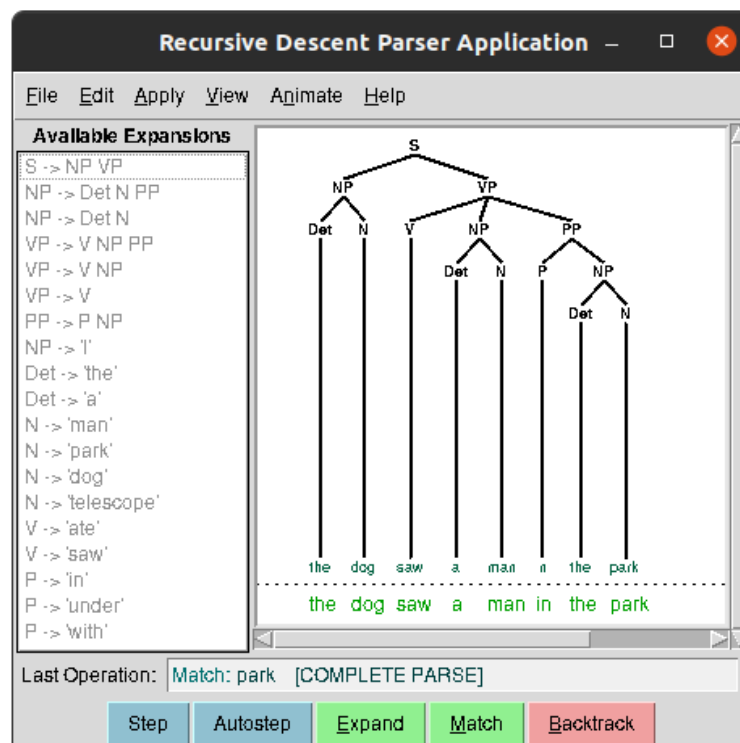 Recursive Descent Parser Application
File Edit Apply View Animate Help
Available Expansions
S -> NP VP
NP -> Det N PP
NP -> Det N
VP -> V NP PP
VP -> V NP
VP -> V
PP -> P NP
NP -> 'I'
Det -> 'the'
Det -> 'a'
N -> 'man'
N -> 'park'
N -> 'dog'
N -> 'telescope'
V -> 'ate'
V -> 'saw'
P -> 'in'
P -> 'under'
P -> 'with'
S
NP VP
Det N V NP PP
Det N P NP
Det N
the dog saw a man in the park
the dog saw a man in the park
Last Operation: Match: park [COMPLETE PARSE]
Step Autostep Expand Match Backtrack